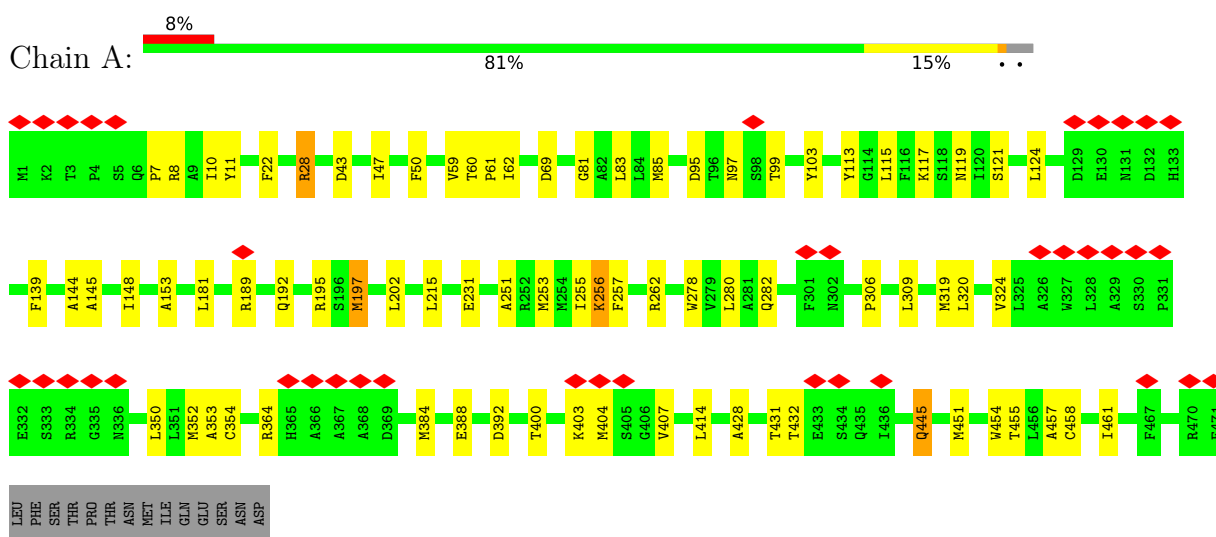 8%
Chain A:
81% 15% • •
M1 K2 T3 P4 S5 Q6 P7 R8 A9 I10 Y11 F22 R28 D43 I47 F50 V59 T60 P61 I62 D69 G81 A82 L83 L84 M85 D95 T96 N97 S98 T99 Y103 Y113 G114 L115 F116 K117 S118 N119 I120 S121 L124 D129 E130 N131 D132 H133
F139 A144 A145 I148 A153 L181 R189 Q192 R195 S196 M197 L202 L215 E231 A251 R252 M253 M254 I255 K256 F257 R262 W278 V279 L280 A281 Q282 F301 N302 P306 L309 M319 L320 V324 L325 A326 W327 L328 A329 S330 P331
E332 S333 R334 G335 N336 L350 L351 M352 A353 C354 R364 H365 A366 A367 A368 D369 M384 E388 D392 T400 K403 M404 S405 G406 V407 L414 A428 T431 T432 E433 S434 Q435 I436 Q445 M451 W454 T455 L456 A457 C458 I461 F467 R470
LEU PHE SER THR PRO THR ASN MET ILE GLN GLU SER ASN ASP